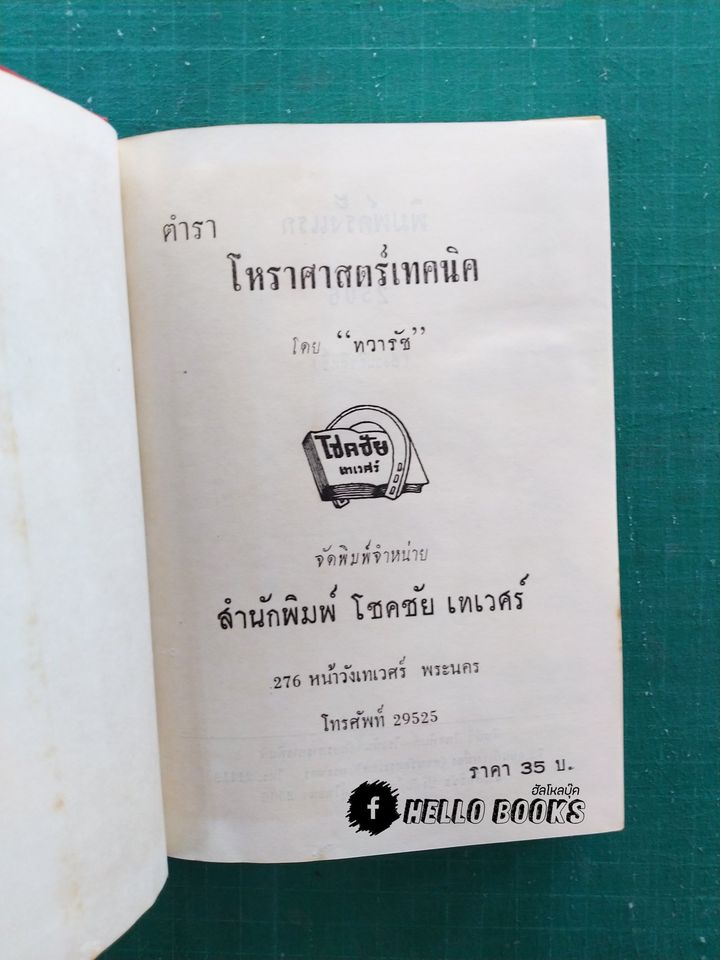 ตำรา
โหราศาสตร์เทคนิค
โดย “ทวารัช”
โชคชัย
เทเวศร์
จัดพิมพ์จำหน่าย
สำนักพิมพ์ โชคชัย เทเวศร์
276 หน้าวังเทเวศร์ พระนคร
โทรศัพท์ 29525
ราคา 35 บ.
ฮัลโหลบุ๊ค
f HELLO BOOKS